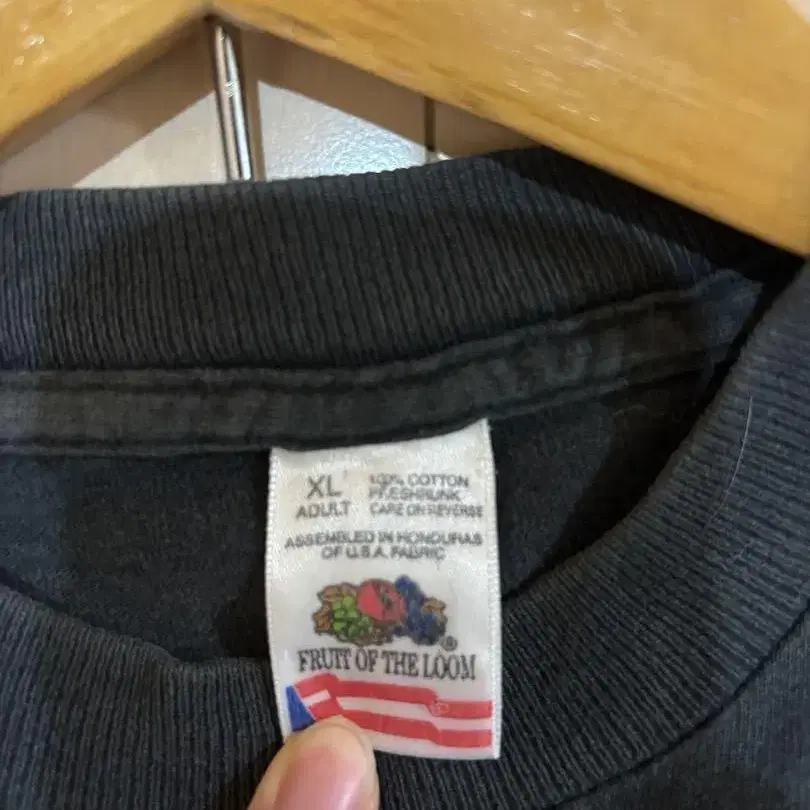 XL
ADULT
100% COTTON
PRESHRUNK
CARE ON REVERSE
ASSEMBLED IN HONDURAS
OF U.S.A. FABRIC
®
FRUIT OF THE LOOM